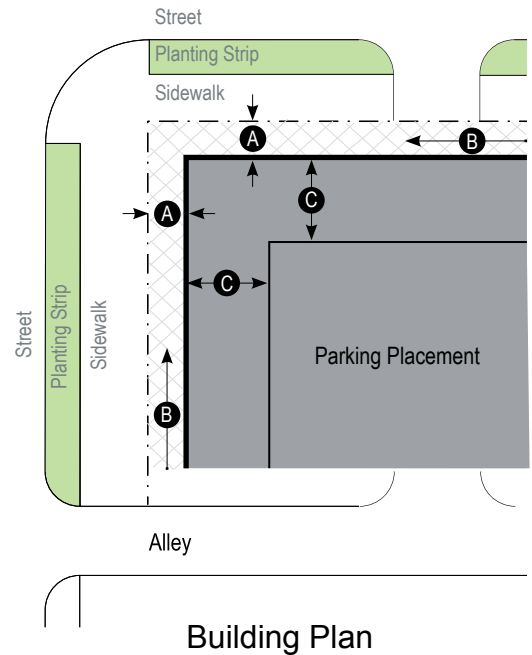 Street
Planting Strip
Sidewalk
A
B
A
C
C
Street
Planting Strip
Sidewalk
Parking Placement
B
Alley
Building Plan